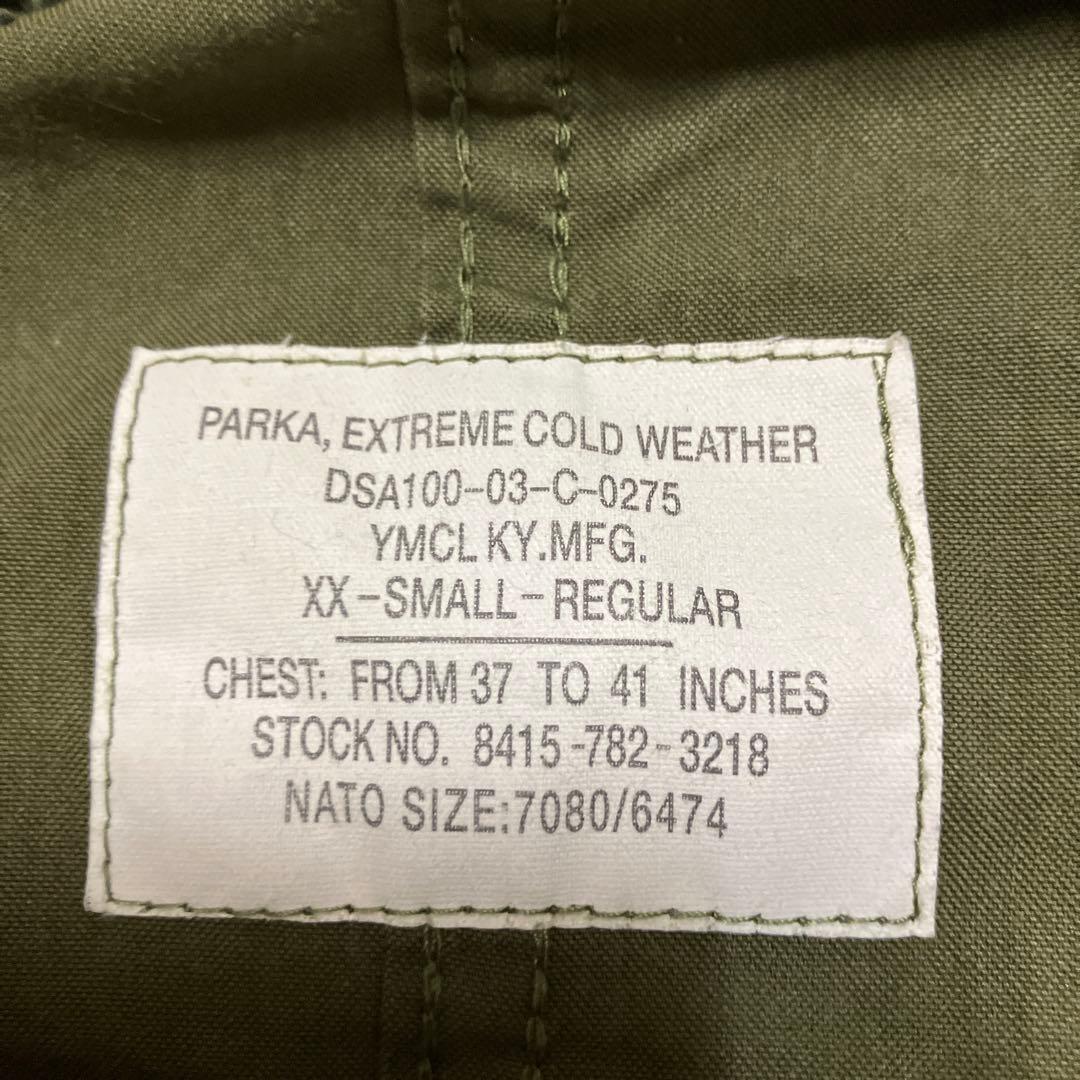 PARKA, EXTREME COLD WEATHER
DSA100-03-C-0275
YMCL KY.MFG.
XX-SMALL-REGULAR
CHEST: FROM 37 TO 41 INCHES
STOCK NO. 8415-782-3218
NATO SIZE:7080/6474